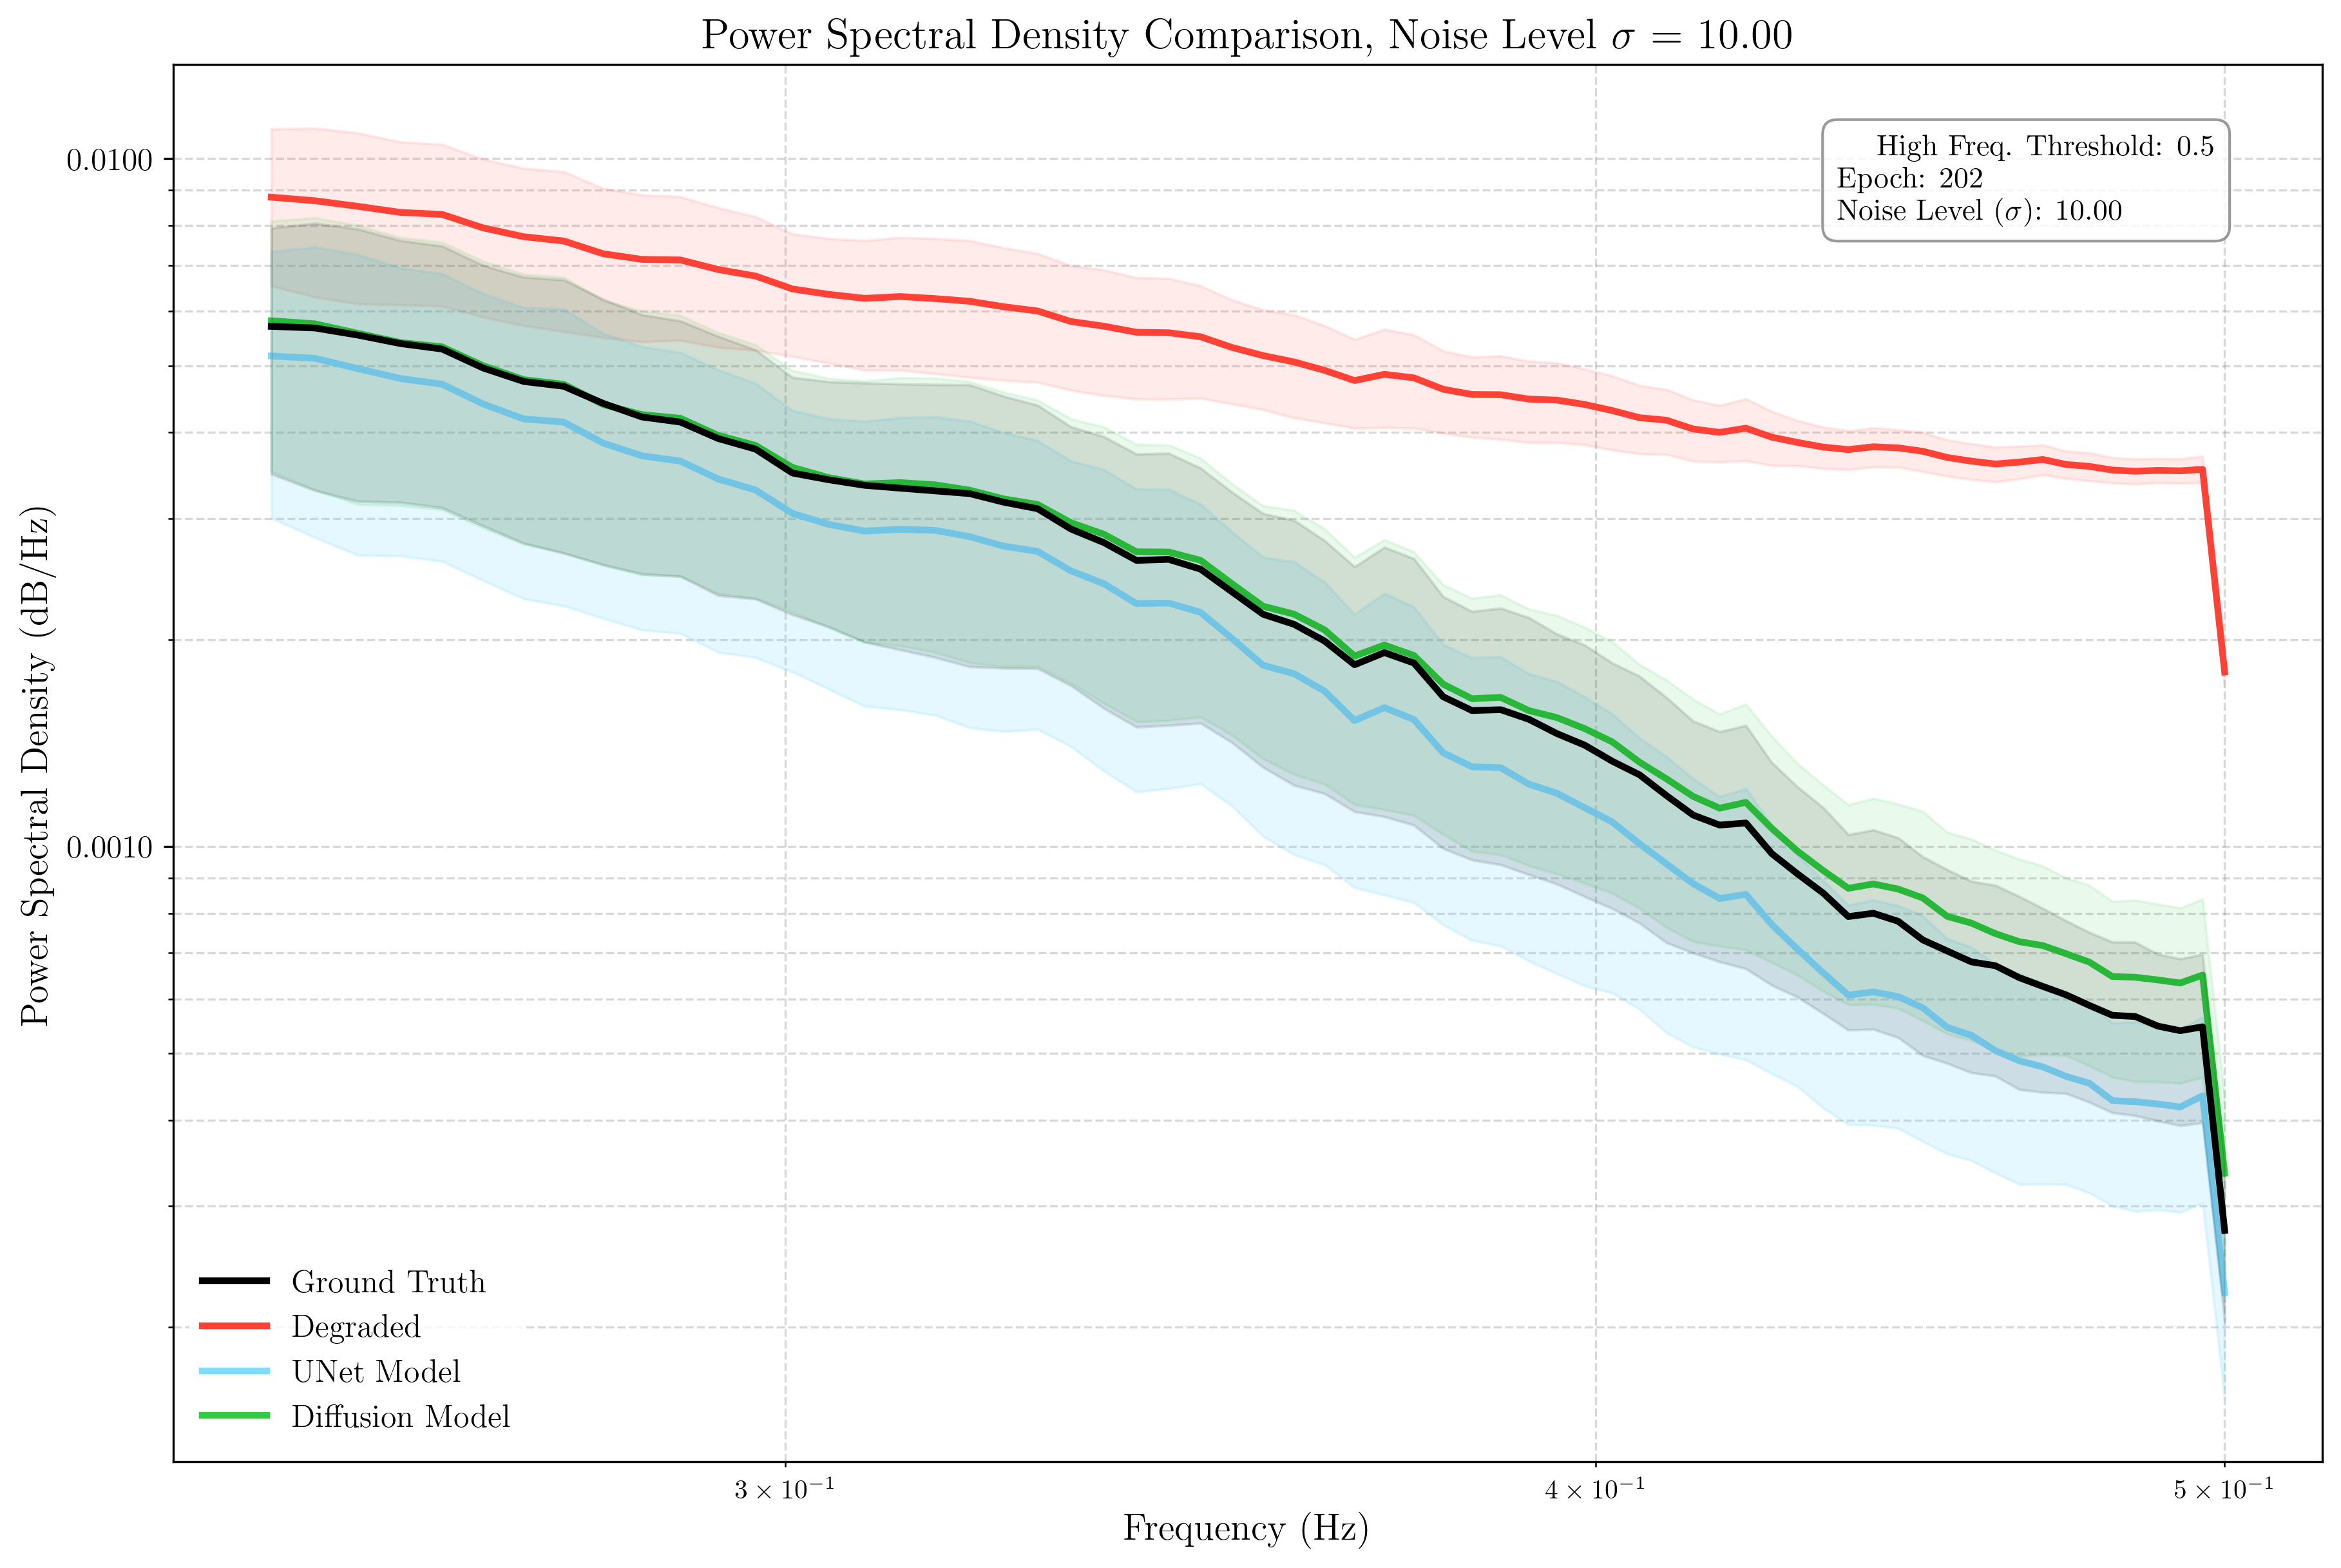 Power Spectral Density Comparison, Noise Level σ = 10.00
High Freq. Threshold: 0.5
Epoch: 202
Noise Level (σ): 10.00
0.0100
0.0010
Power Spectral Density (dB/Hz)
Ground Truth
Degraded
UNet Model
Diffusion Model
3 × 10⁻¹
4 × 10⁻¹
5 × 10⁻¹
Frequency (Hz)